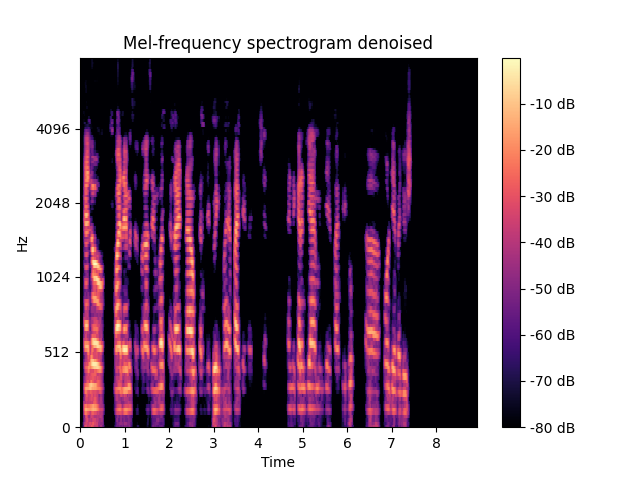 Mel-frequency spectrogram denoised
Hz
4096
2048
1024
512
0
0 1 2 3 4 5 6 7 8
Time
-10 dB
-20 dB
-30 dB
-40 dB
-50 dB
-60 dB
-70 dB
-80 dB